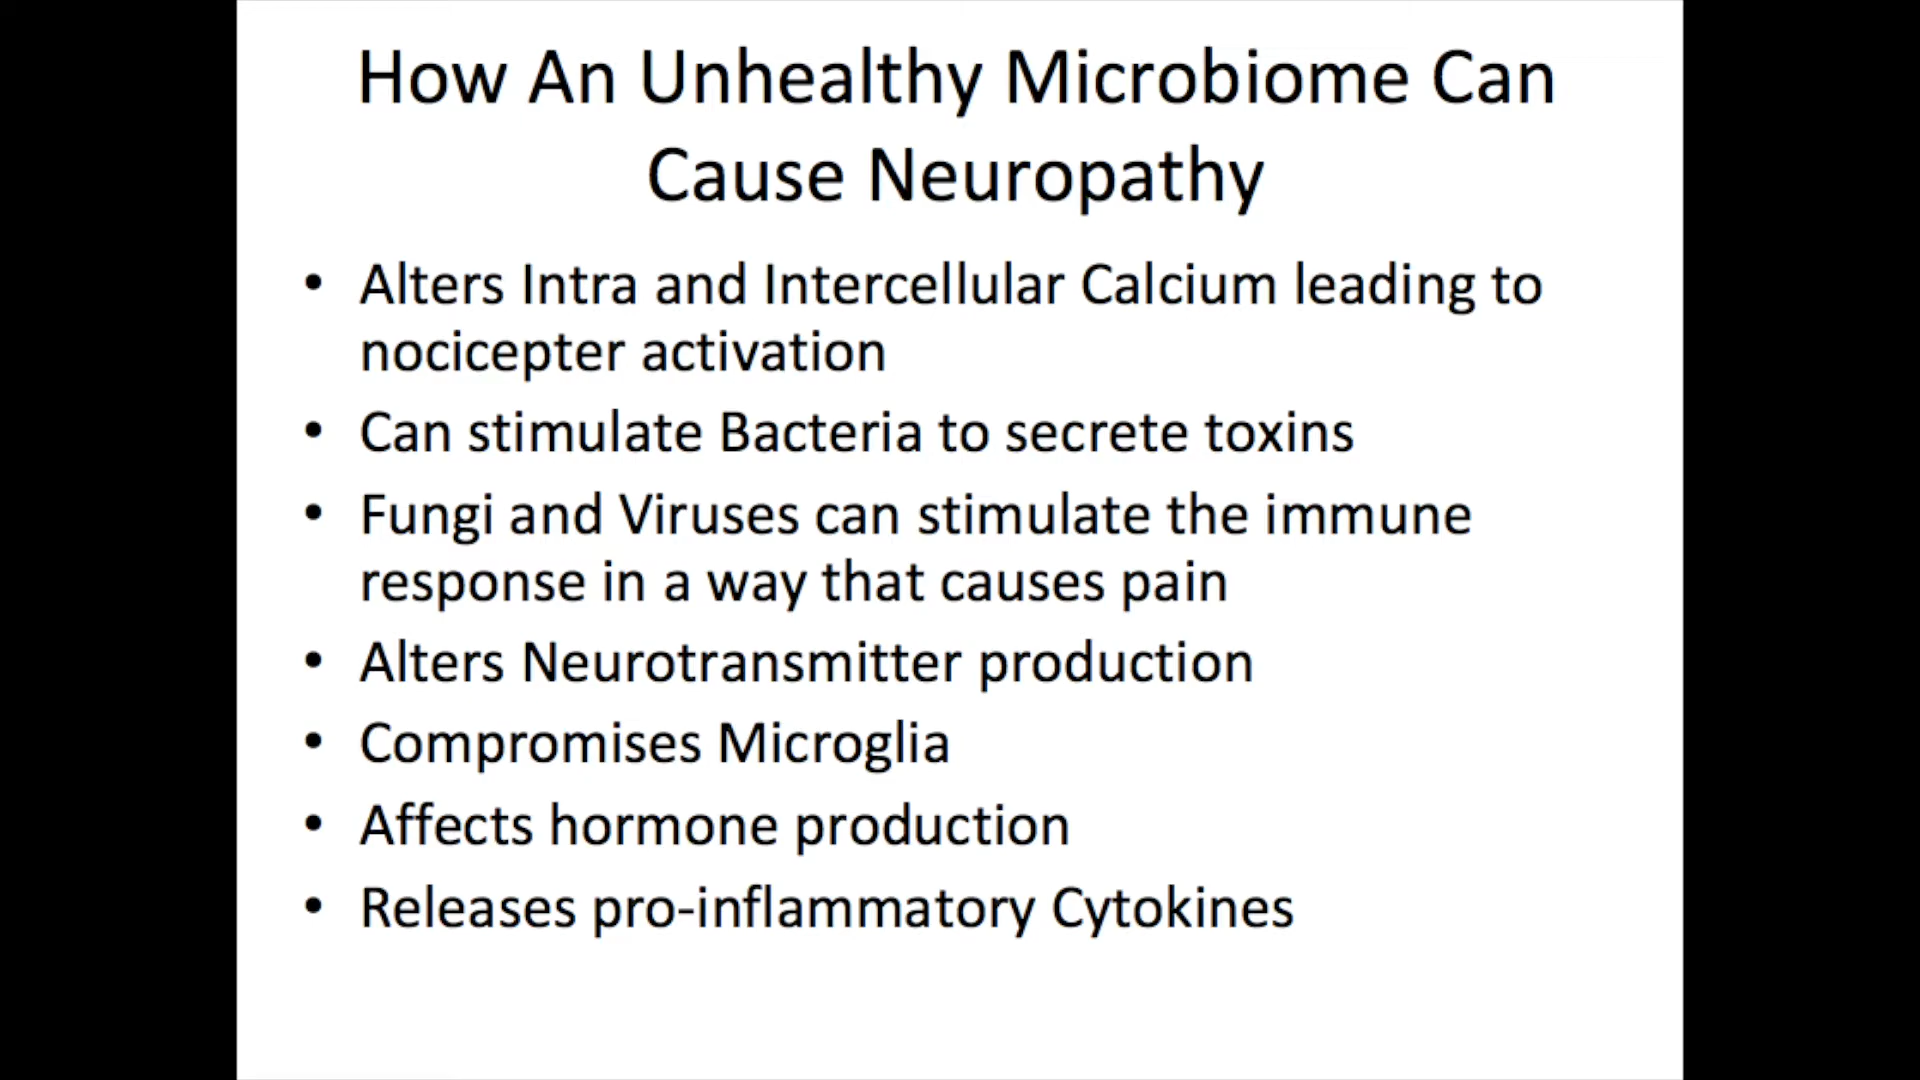 How An Unhealthy Microbiome Can
Cause Neuropathy
• Alters Intra and Intercellular Calcium leading to
nocicepter activation
• Can stimulate Bacteria to secrete toxins
• Fungi and Viruses can stimulate the immune
response in a way that causes pain
• Alters Neurotransmitter production
• Compromises Microglia
• Affects hormone production
• Releases pro-inflammatory Cytokines